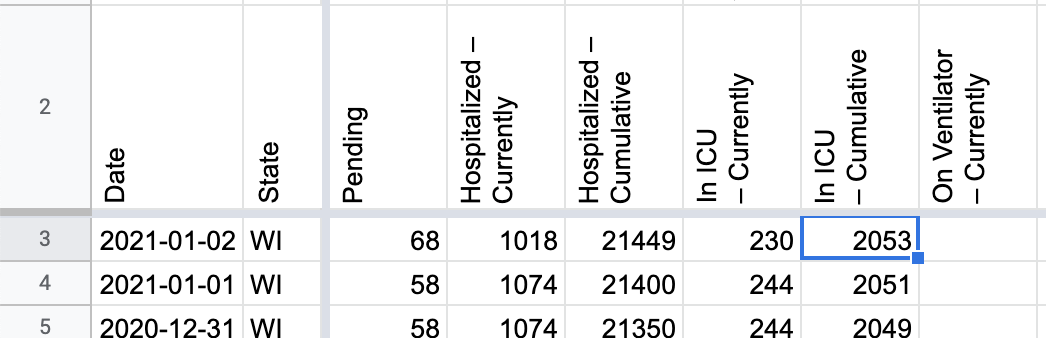 2
Date
State
Pending
Hospitalized –
Currently
Hospitalized –
Cumulative
In ICU
– Currently
In ICU
– Cumulative
On Ventilator
– Currently
3 2021-01-02 WI 68 1018 21449 230 2053
4 2021-01-01 WI 58 1074 21400 244 2051
5 2020-12-31 WI 58 1074 21350 244 2049